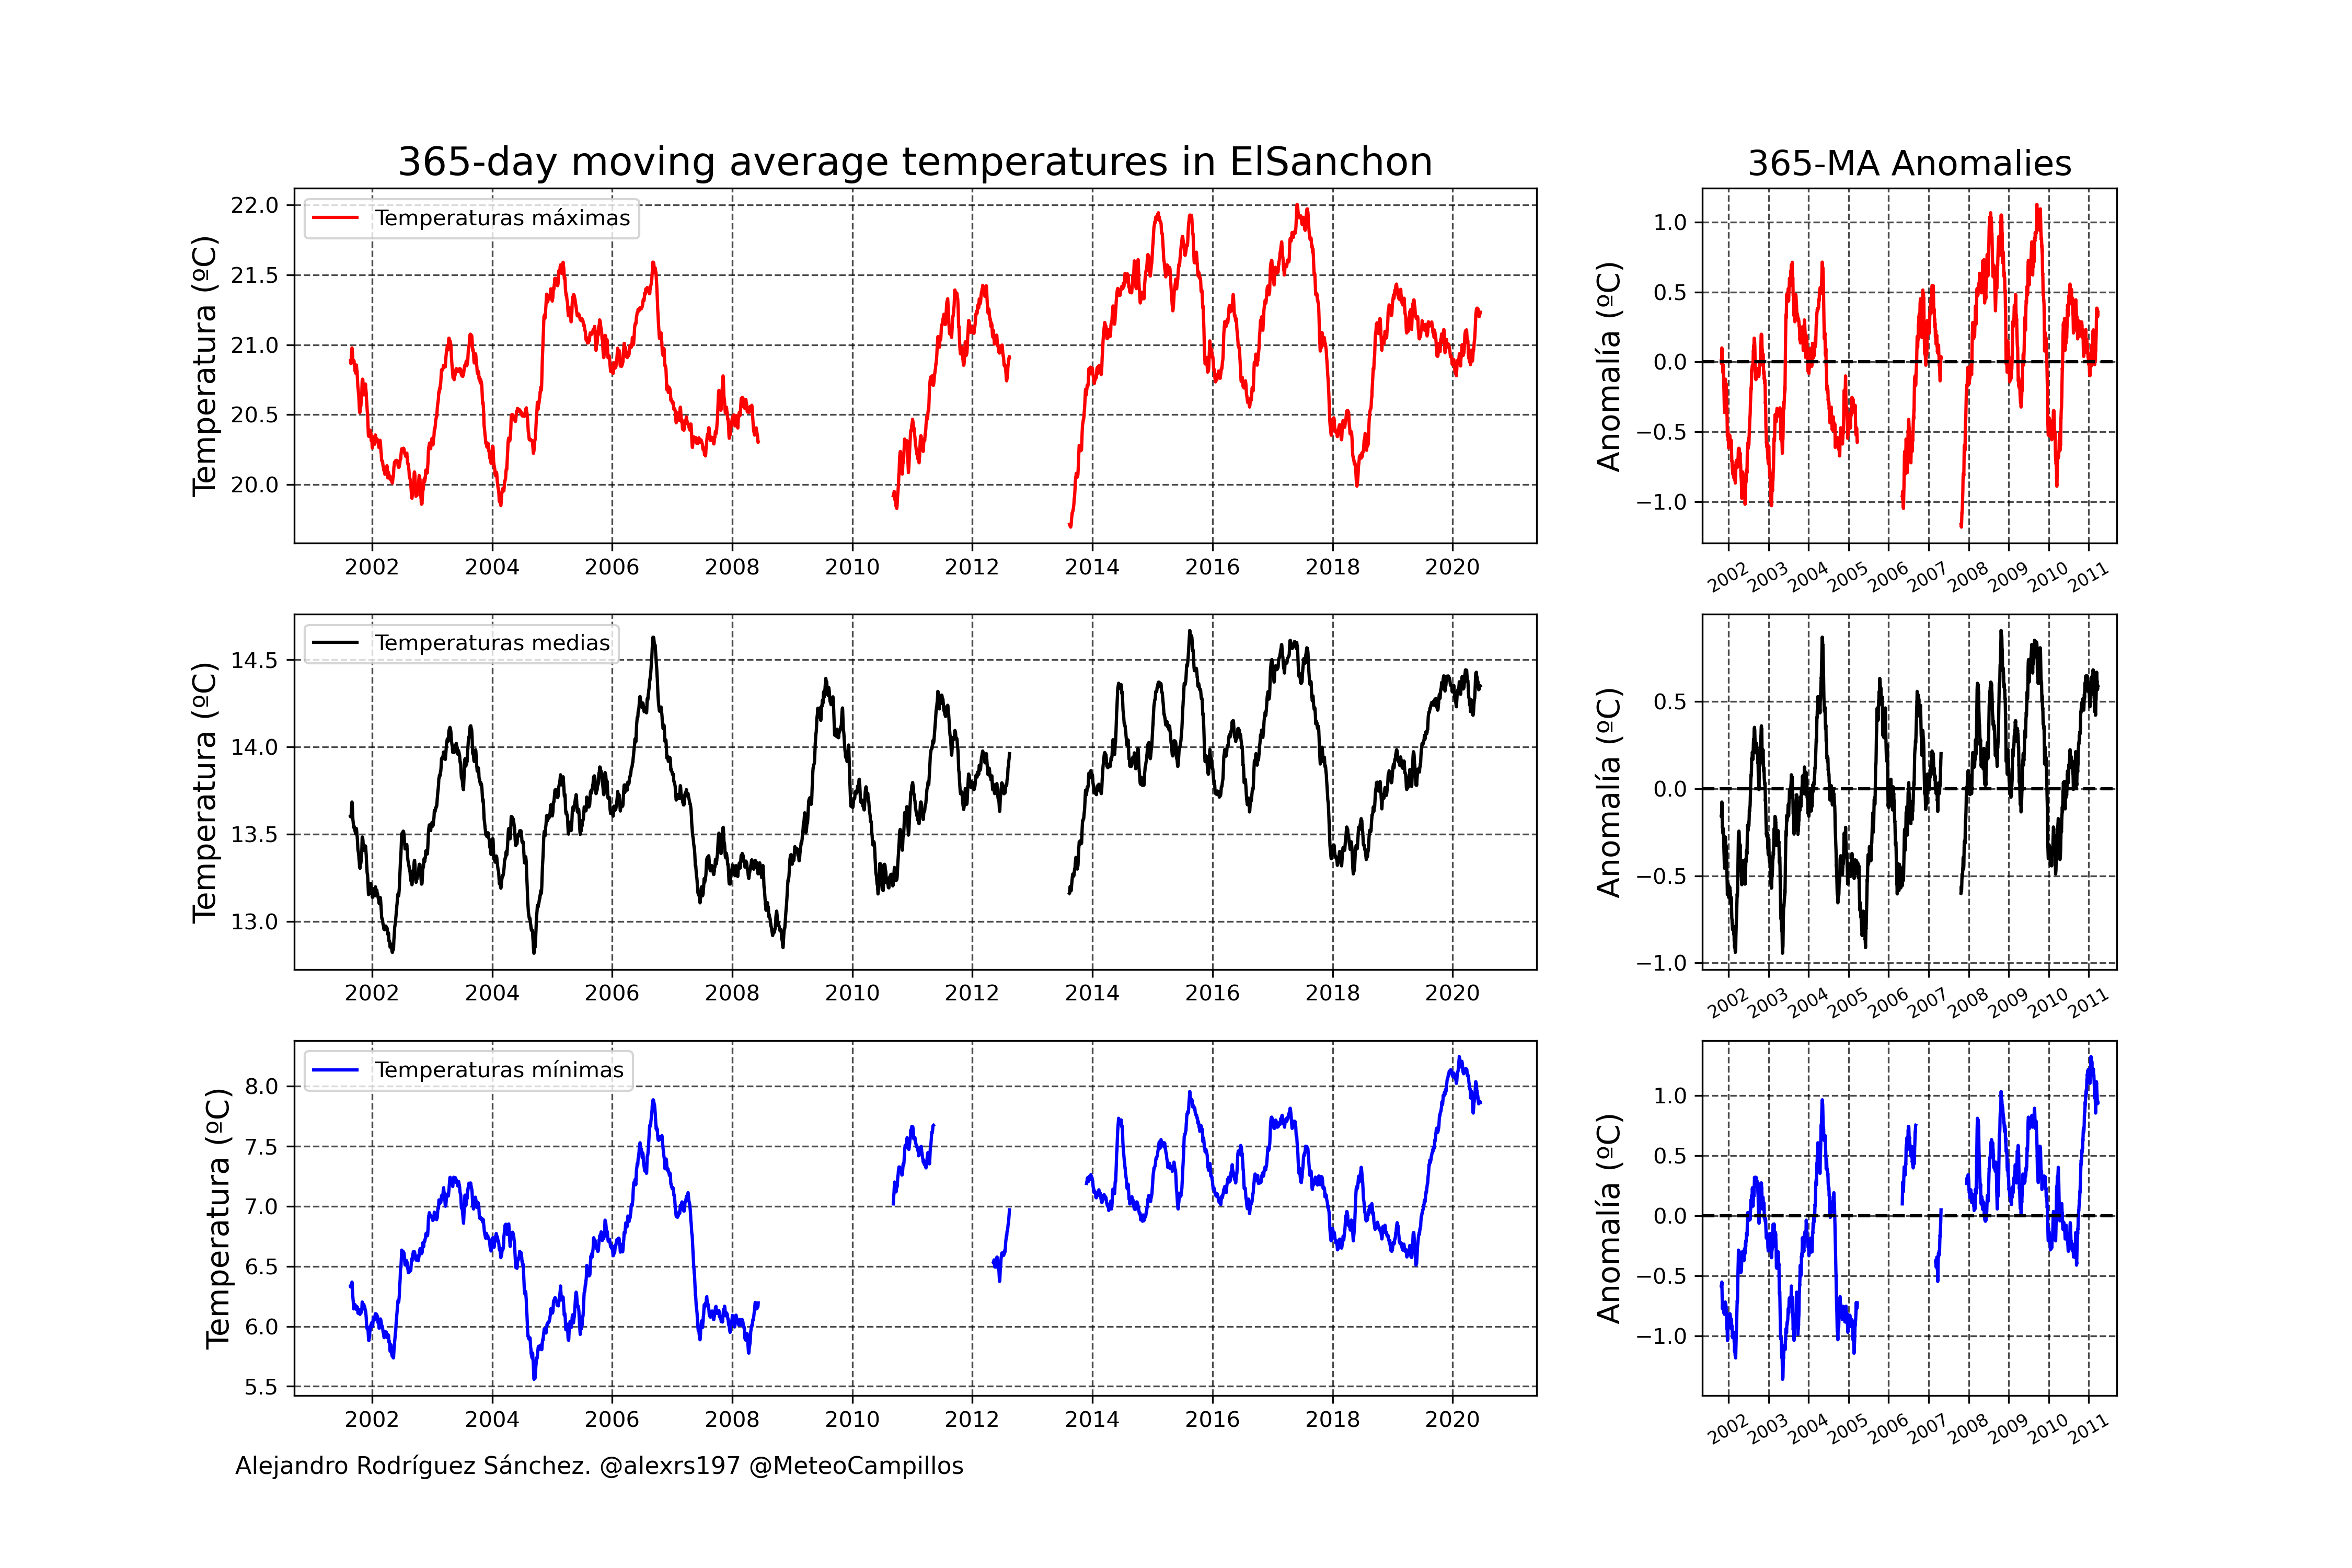 365-day moving average temperatures in ElSanchon
365-MA Anomalies
Temperatura (ºC)
22.0
21.5
21.0
20.5
20.0
Temperaturas máximas
2002 2004 2006 2008 2010 2012 2014 2016 2018 2020
Anomalía (ºC)
1.0
0.5
0.0
−0.5
−1.0
2002 2003 2004 2005 2006 2007 2008 2009 2010 2011
Temperatura (ºC)
14.5
14.0
13.5
13.0
Temperaturas medias
2002 2004 2006 2008 2010 2012 2014 2016 2018 2020
Anomalía (ºC)
0.5
0.0
−0.5
−1.0
2002 2003 2004 2005 2006 2007 2008 2009 2010 2011
Temperatura (ºC)
8.0
7.5
7.0
6.5
6.0
5.5
Temperaturas mínimas
2002 2004 2006 2008 2010 2012 2014 2016 2018 2020
Anomalía (ºC)
1.0
0.5
0.0
−0.5
−1.0
2002 2003 2004 2005 2006 2007 2008 2009 2010 2011
Alejandro Rodríguez Sánchez. @alexrs197 @MeteoCampillos